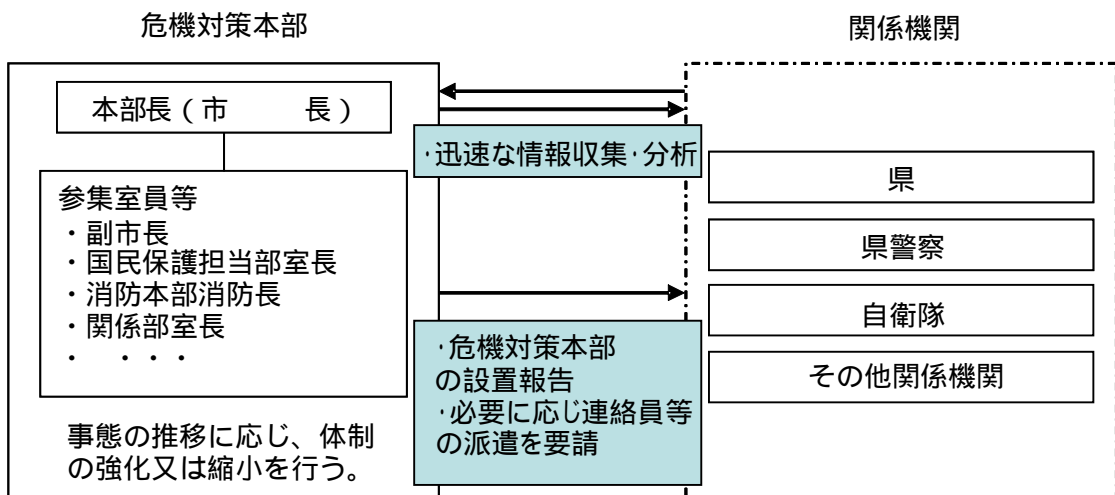 危機対策本部
関係機関
本部長（市　　長）
参集室員等
・副市長
・国民保護担当部室長
・消防本部消防長
・関係部室長
・　・・・
事態の推移に応じ、体制
の強化又は縮小を行う。
・迅速な情報収集・分析
・危機対策本部
の設置報告
・必要に応じ連絡員等
の派遣を要請
県
県警察
自衛隊
その他関係機関